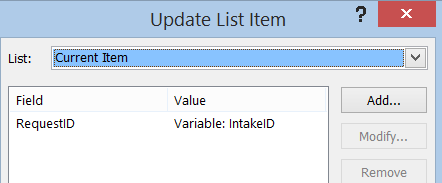 Update List Item
? ×
List: Current Item
Field Value Add...
RequestID Variable: IntakeID
Modify...
Remove